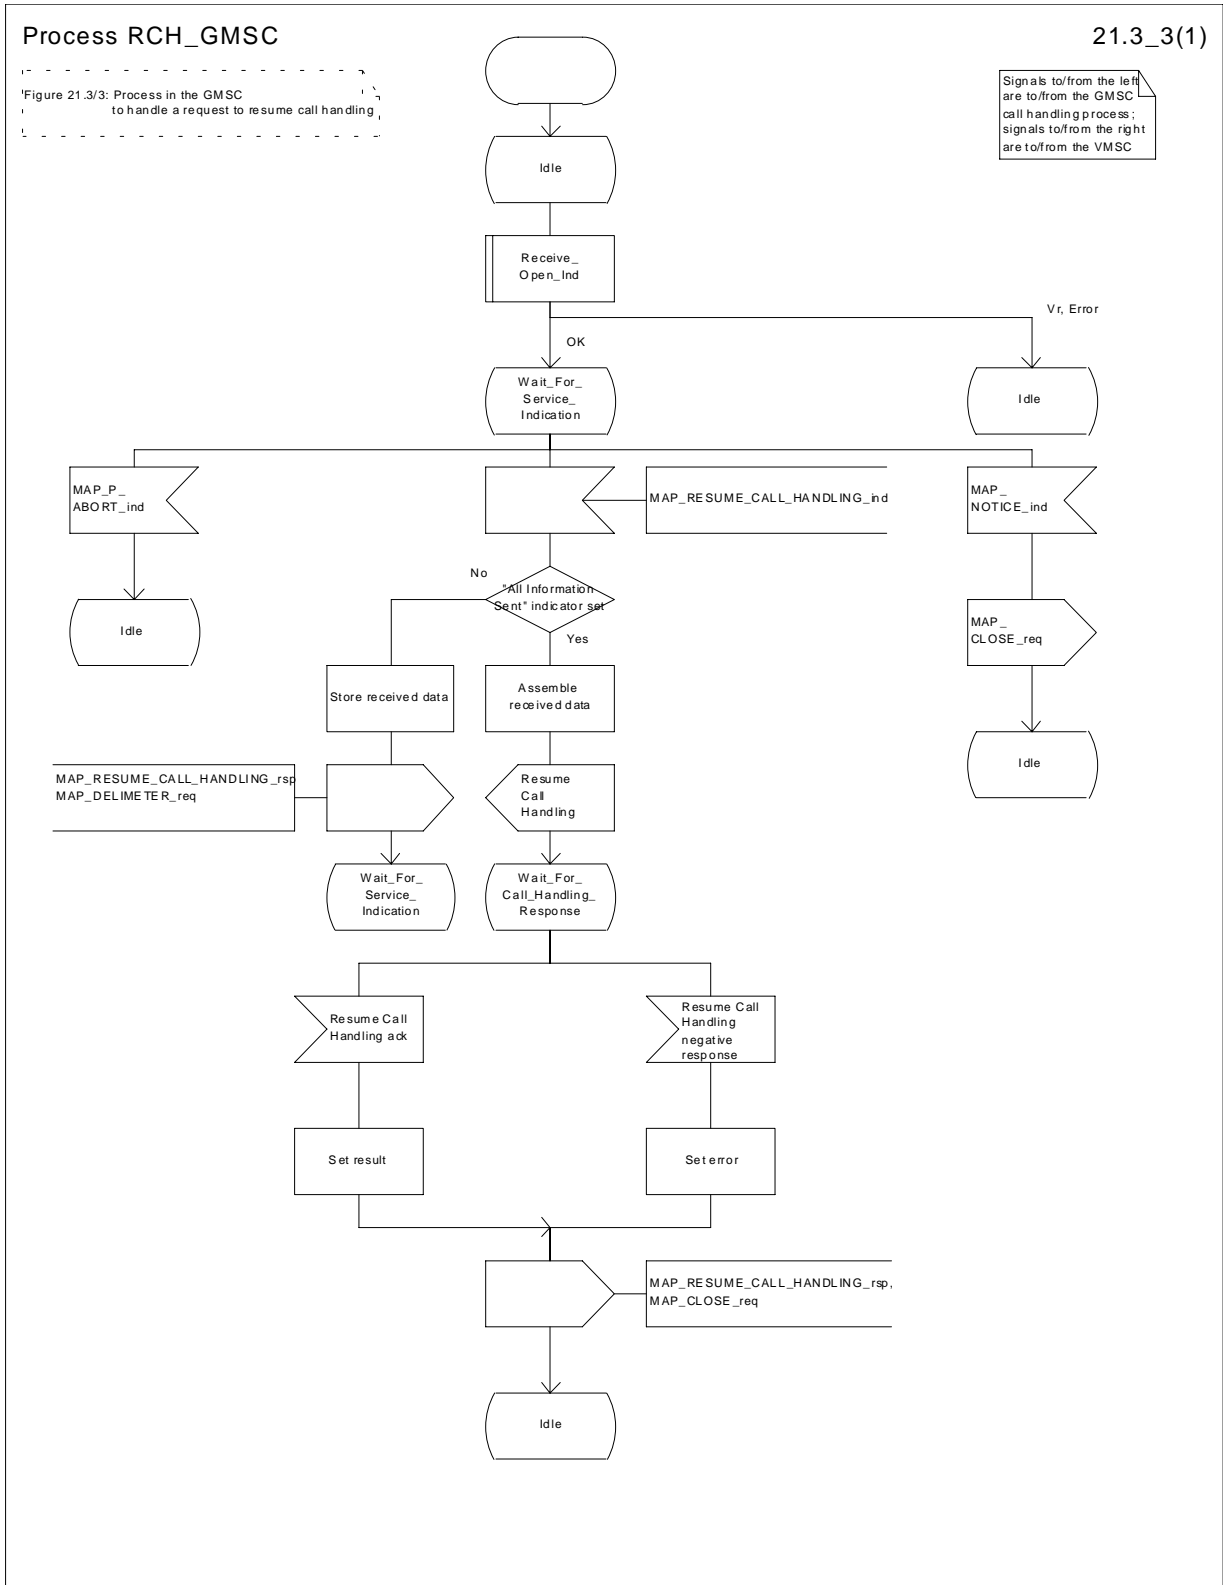 Process RCH_GMSC
21.3_3(1)
Figure 21.3/3: Process in the GMSC
to handle a request to resume call handling
Signals to/from the left
are to/from the GMSC
call handling process;
signals to/from the right
are to/from the VMSC
Idle
Receive_
Open_Ind
Vr, Error
OK
Wait_For_
Service_
Indication
Idle
MAP_P_
ABORT_ind
MAP_RESUME_CALL_HANDLING_ind
MAP_
NOTICE_ind
No
"All Information
Sent" indicator set
Yes
Idle
MAP_
CLOSE_req
Store received data
Assemble
received data
Idle
MAP_RESUME_CALL_HANDLING_rsp
MAP_DELIMETER_req
Resume
Call
Handling
Wait_For_
Service_
Indication
Wait_For_
Call_Handling_
Response
Resume Call
Handling ack
Resume Call
Handling
negative
response
Set result
Set error
MAP_RESUME_CALL_HANDLING_rsp,
MAP_CLOSE_req
Idle